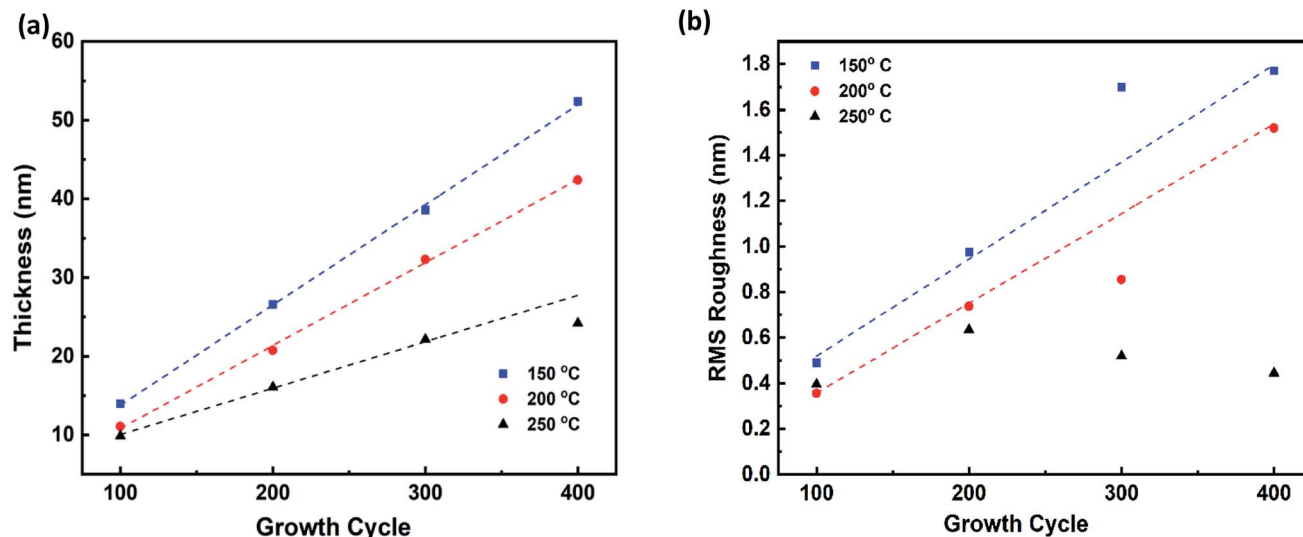 (a)
60
50
40
30
20
10
Thickness (nm)
150 °C
200 °C
250 °C
100 200 300 400
Growth Cycle
(b)
1.8
1.6
1.4
1.2
1.0
0.8
0.6
0.4
0.2
0.0
RMS Roughness (nm)
150° C
200° C
250° C
100 200 300 400
Growth Cycle